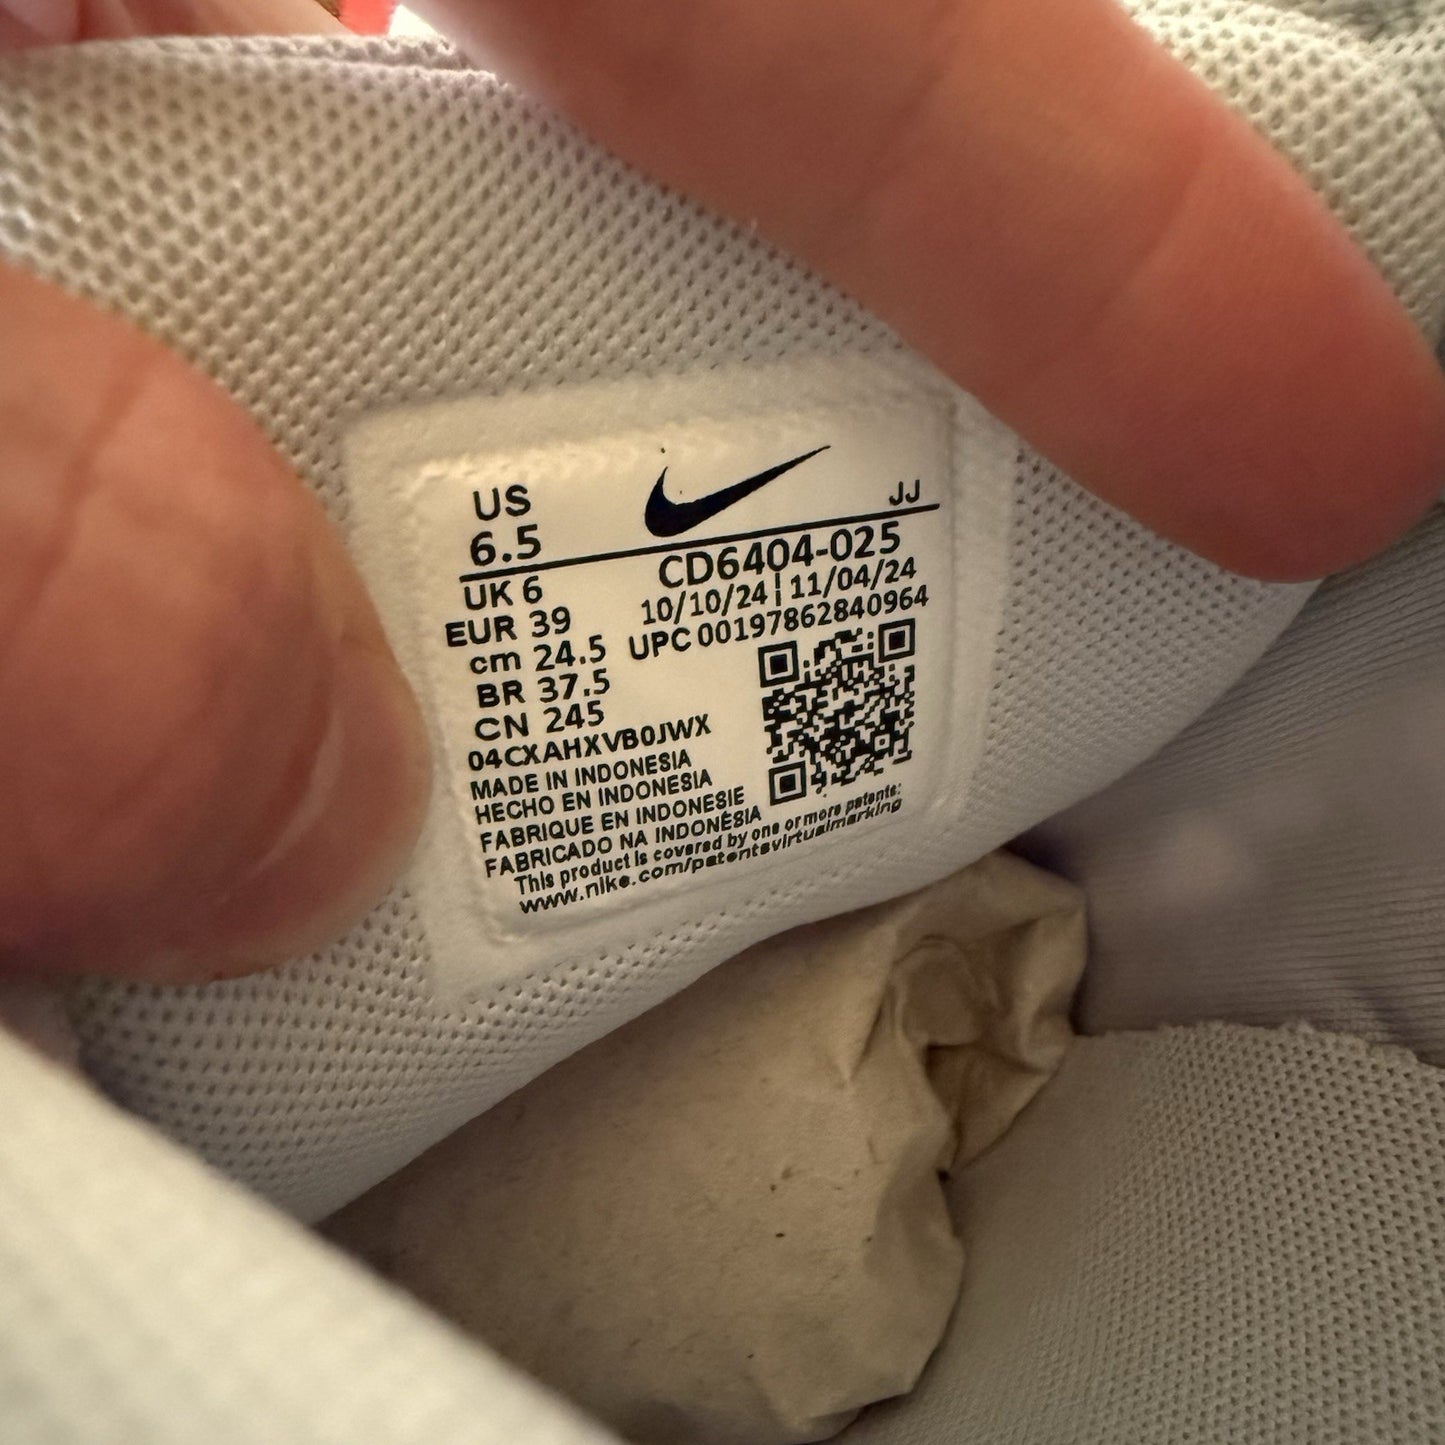 US
6.5
JJ
CD6404-025
10/10/24 | 11/04/24
UPC 00197862840964
UK 6
EUR 39
cm 24.5
BR 37.5
CN 245
04CXAHXVB0JWX
MADE IN INDONESIA
HECHO EN INDONESIA
FABRIQUE EN INDONESIE
FABRICADO NA INDONÉSIA
This product is covered by one or more patents:
www.nike.com/patentsvirtualmarking